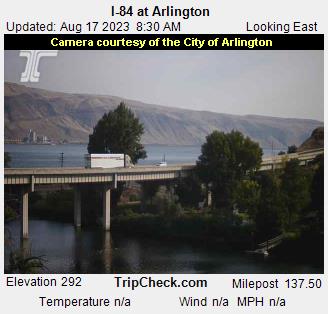 I-84 at Arlington
Updated: Aug 17 2023 8:30 AM Looking East
Camera courtesy of the City of Arlington
Elevation 292 TripCheck.com Milepost 137.50
Temperature n/a Wind n/a MPH n/a